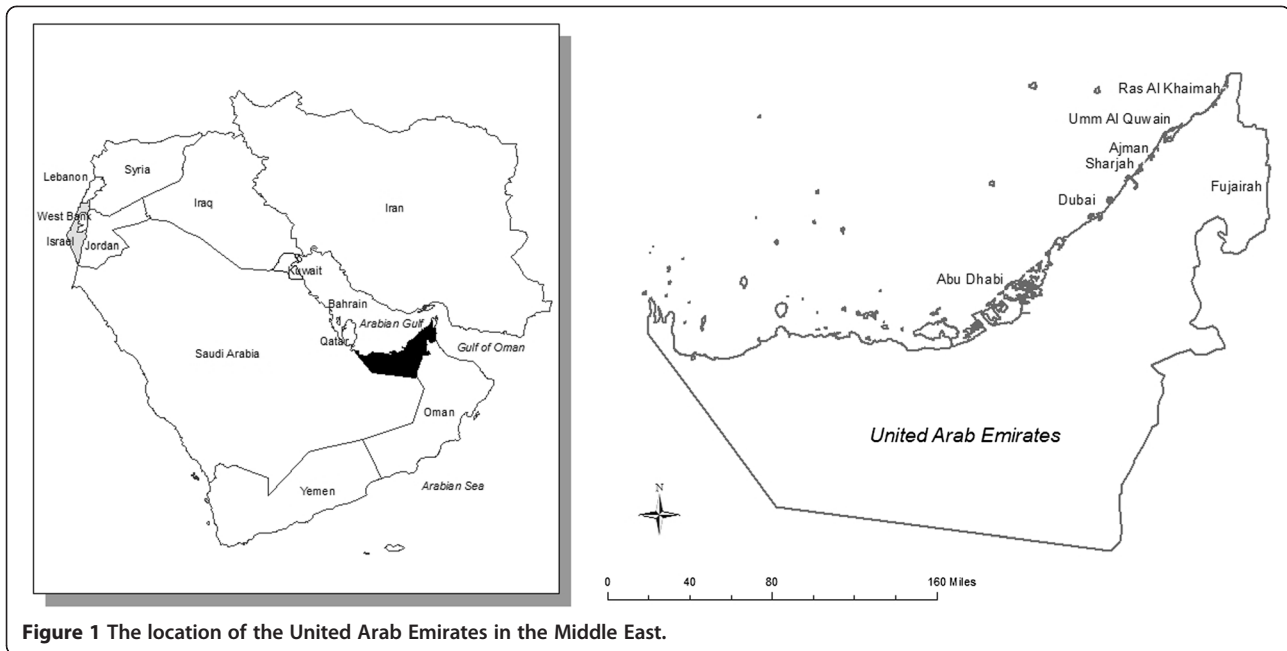 Lebanon
Syria
West Bank
Iraq
Iran
Israel
Jordan
Kuwait
Bahrain
Arabian Gulf
Qatar
Gulf of Oman
Saudi Arabia
Oman
Yemen
Arabian Sea
Ras Al Khaimah
Umm Al Quwain
Ajman
Sharjah
Fujairah
Dubai
Abu Dhabi
United Arab Emirates
N
0 40 80 160 Miles
Figure 1 The location of the United Arab Emirates in the Middle East.